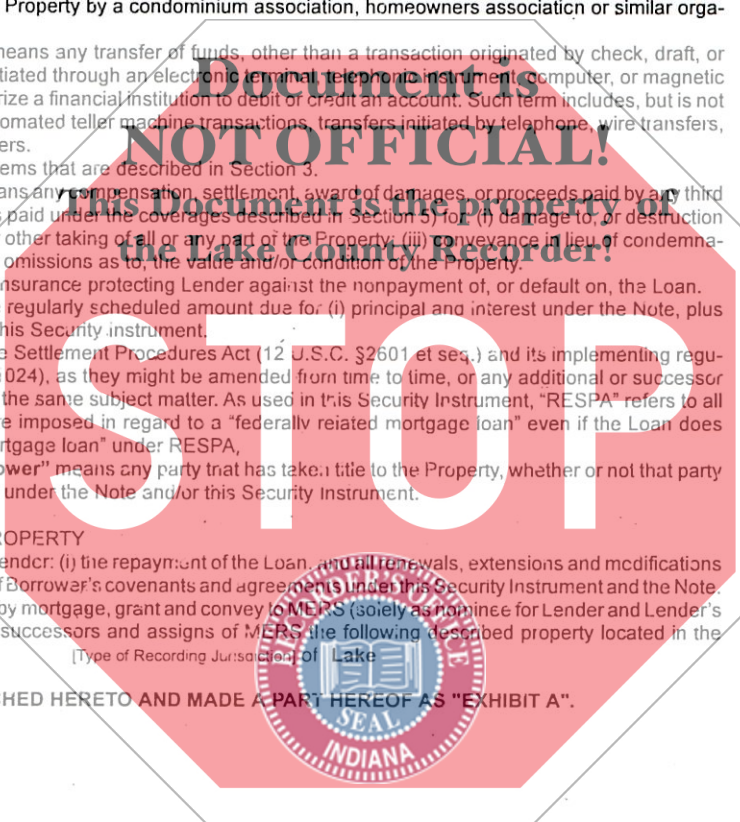 Property by a condominium association, homeowners association or similar orga-
means any transfer of funds, other than a transaction originated by check, draft, or
tiated through an electronic terminal, telephonic instrument, computer, or magnetic
rize a financial institution to debit or credit an account. Such term includes, but is not
omated teller machine transactions, transfers initiated by telephone, wire transfers,
ers.
Document is
NOT OFFICIAL!
This Document is the property of
the Lake County Recorder!
ems that are described in Section 3.
ans any compensation, settlement, award of damages, or proceeds paid by any third
s paid under the coverages described in Section 5) for: (i) damage to, or destruction
r other taking of all or any part of the Property; (iii) conveyance in lieu of condemna-
omissions as to, the value and/or condition of the Property.
nsurance protecting Lender against the nonpayment of, or default on, the Loan.
e regularly scheduled amount due for (i) principal and interest under the Note, plus
his Security Instrument.
e Settlement Procedures Act (12 U.S.C. §2601 et seq.) and its implementing regu-
024), as they might be amended from time to time, or any additional or successor
the same subject matter. As used in this Security Instrument, "RESPA" refers to all
re imposed in regard to a "federally related mortgage loan" even if the Loan does
rtgage loan" under RESPA,
ower" means any party that has taken title to the Property, whether or not that party
under the Note and/or this Security Instrument.
STOP
ROPERTY
ender: (i) the repayment of the Loan, and all renewals, extensions and modifications
f Borrower's covenants and agreements under this Security Instrument and the Note.
by mortgage, grant and convey to MERS (solely as nominee for Lender and Lender's
successors and assigns of MERS the following described property located in the
[Type of Recording Jurisdiction] of Lake
CHED HERETO AND MADE A PART HEREOF AS "EXHIBIT A".
RECORDER'S OFFICE
SEAL
INDIANA